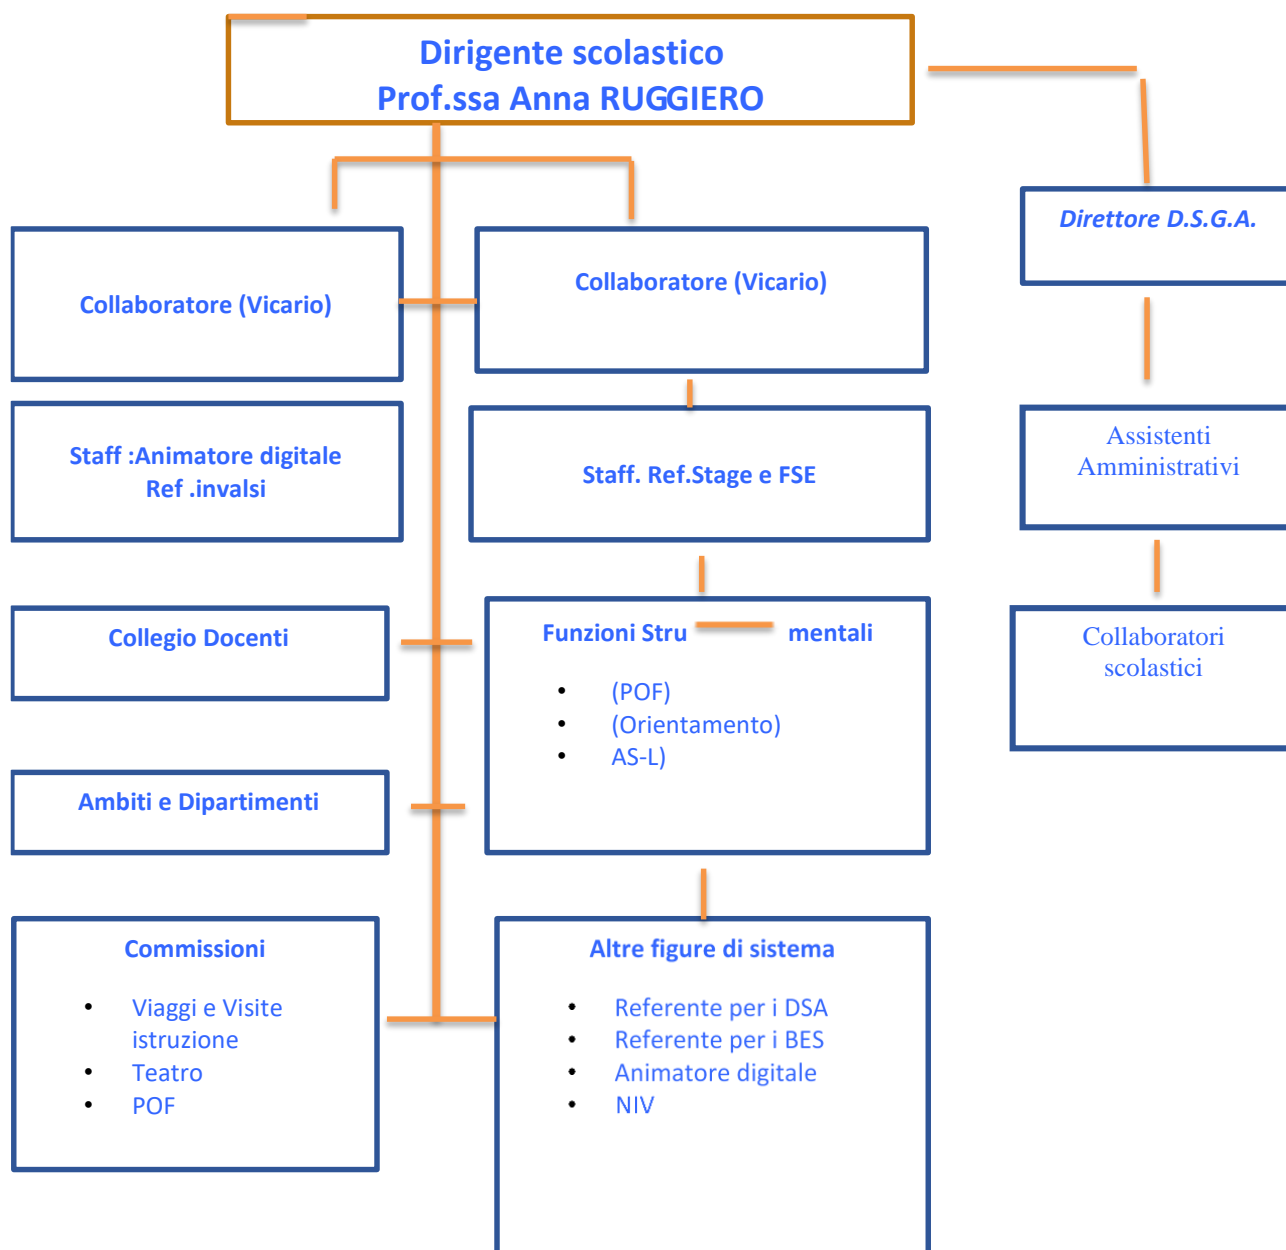 Dirigente scolastico
Prof.ssa Anna RUGGIERO
Direttore D.S.G.A.
Collaboratore (Vicario)
Collaboratore (Vicario)
Staff :Animatore digitale
Ref .invalsi
Staff. Ref.Stage e FSE
Assistenti
Amministrativi
Collegio Docenti
Funzioni Stru mentali
• (POF)
• (Orientamento)
• AS-L)
Collaboratori
scolastici
Ambiti e Dipartimenti
Commissioni
• Viaggi e Visite
istruzione
• Teatro
• POF
Altre figure di sistema
• Referente per i DSA
• Referente per i BES
• Animatore digitale
• NIV